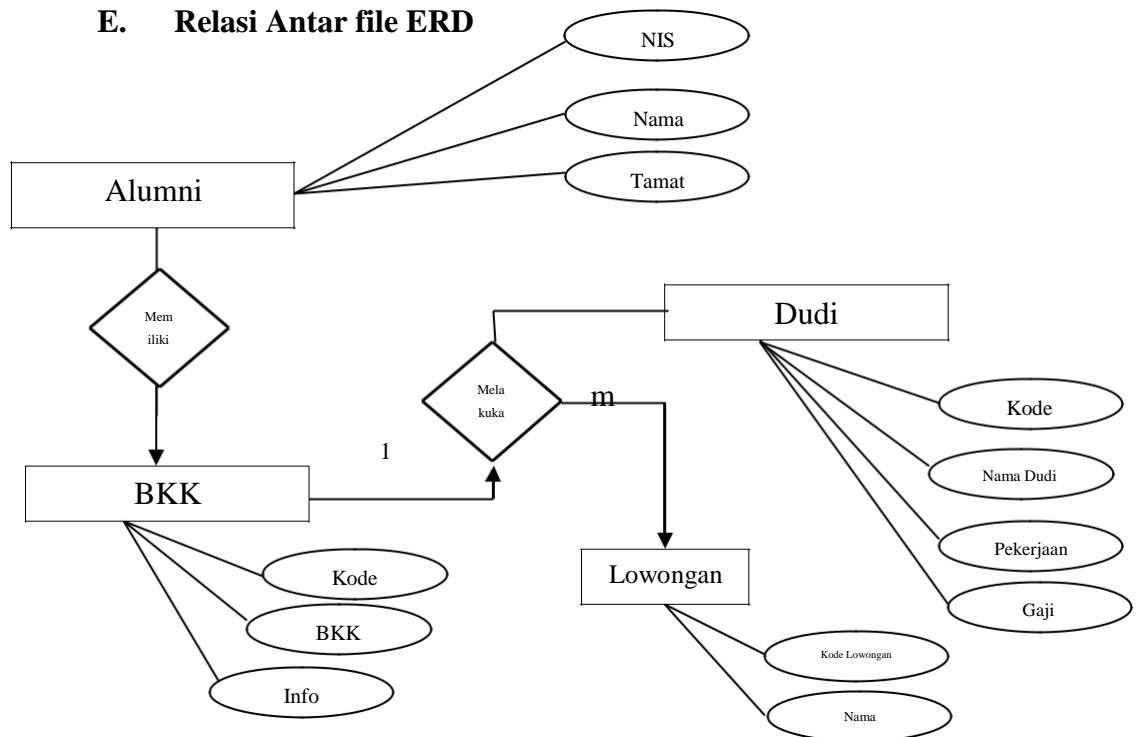 E. Relasi Antar file ERD
NIS
Nama
Tamat
Alumni
Mem
iliki
Dudi
Mela
kuka
m
1
BKK
Kode
Nama Dudi
Pekerjaan
Gaji
Lowongan
Kode
BKK
Info
Kode Lowongan
Nama